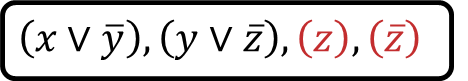 (x ∨ ȳ), (y ∨ z̄), (z), (z̄)